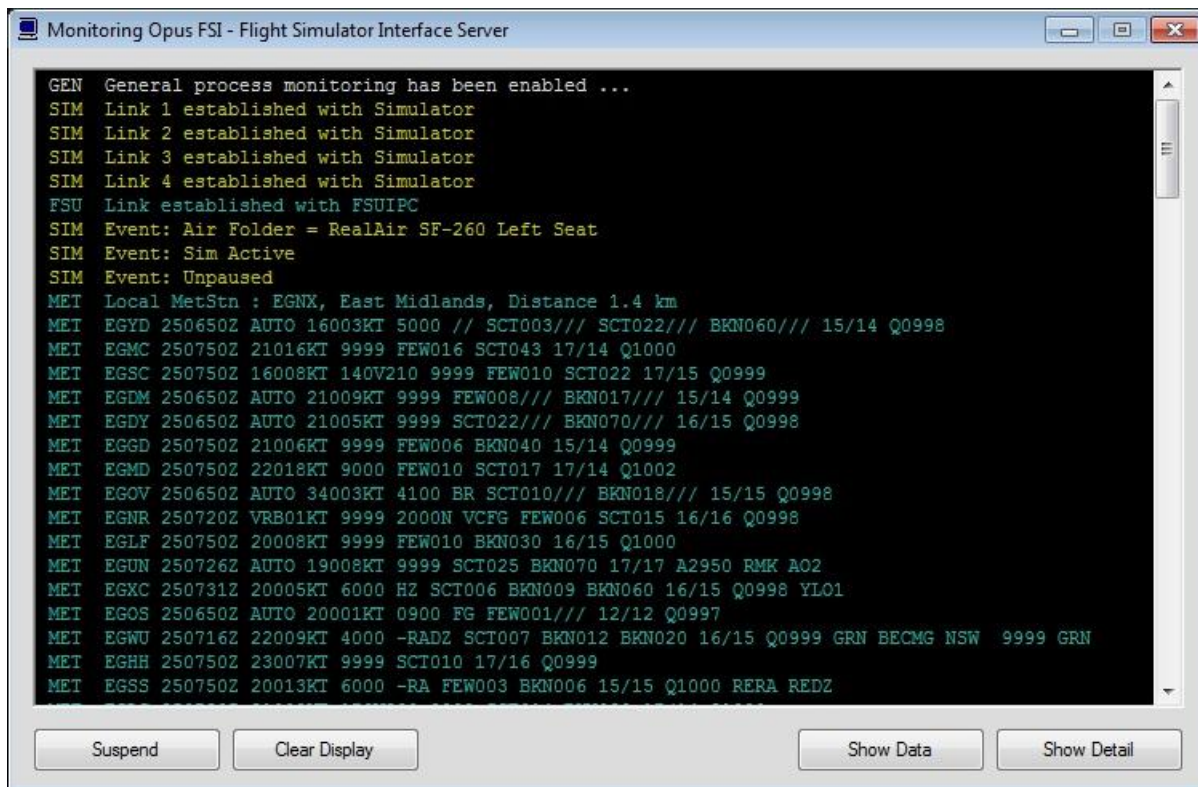 Monitoring Opus FSI - Flight Simulator Interface Server
GEN General process monitoring has been enabled ...
SIM Link 1 established with Simulator
SIM Link 2 established with Simulator
SIM Link 3 established with Simulator
SIM Link 4 established with Simulator
FSU Link established with FSUIPC
SIM Event: Air Folder = RealAir SF-260 Left Seat
SIM Event: Sim Active
SIM Event: Unpaused
MET Local MetStn : EGNX, East Midlands, Distance 1.4 km
MET EGYD 250650Z AUTO 16003KT 5000 // SCT003/// SCT022/// BKN060/// 15/14 Q0998
MET EGMC 250750Z 21016KT 9999 FEW016 SCT043 17/14 Q1000
MET EGSC 250750Z 16008KT 140V210 9999 FEW010 SCT022 17/15 Q0999
MET EGDM 250650Z AUTO 21009KT 9999 FEW008/// BKN017/// 15/14 Q0999
MET EGDY 250650Z AUTO 21005KT 9999 SCT022/// BKN070/// 16/15 Q0998
MET EGGD 250750Z 21006KT 9999 FEW006 BKN040 15/14 Q0999
MET EGMD 250750Z 22018KT 9000 FEW010 SCT017 17/14 Q1002
MET EGOV 250650Z AUTO 34003KT 4100 BR SCT010/// BKN018/// 15/15 Q0998
MET EGNR 250720Z VRB01KT 9999 2000N VCFG FEW006 SCT015 16/16 Q0998
MET EGLF 250750Z 20008KT 9999 FEW010 BKN030 16/15 Q1000
MET EGUN 250726Z AUTO 19008KT 9999 SCT025 BKN070 17/17 A2950 RMK AO2
MET EGXC 250731Z 20005KT 6000 HZ SCT006 BKN009 BKN060 16/15 Q0998 YLO1
MET EGOS 250650Z AUTO 20001KT 0900 FG FEW001/// 12/12 Q0997
MET EGWU 250716Z 22009KT 4000 -RADZ SCT007 BKN012 BKN020 16/15 Q0999 GRN BECMG NSW 9999 GRN
MET EGHH 250750Z 23007KT 9999 SCT010 17/16 Q0999
MET EGSS 250750Z 20013KT 6000 -RA FEW003 BKN006 15/15 Q1000 RERA REDZ
Suspend Clear Display Show Data Show Detail